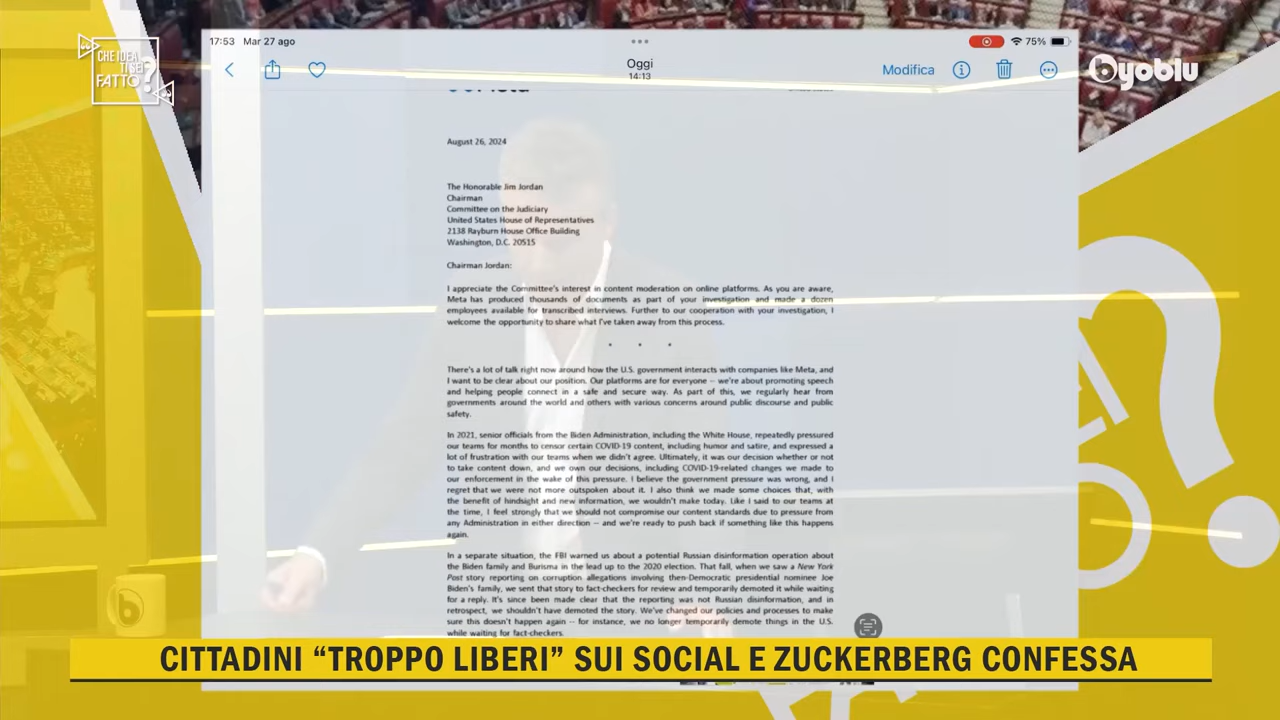 17:53 Mar 27 ago
75%
CHE IDEA
TI SEI
FATTO?
Oggi
14:13
Modifica
byoblu
August 26, 2024
The Honorable Jim Jordan
Chairman
Committee on the Judiciary
United States House of Representatives
2138 Rayburn House Office Building
Washington, D.C. 20515
Chairman Jordan:
I appreciate the Committee's interest in content moderation on online platforms. As you are aware,
Meta has produced thousands of documents as part of your investigation and made a dozen
employees available for transcribed interviews. Further to our cooperation with your investigation, I
welcome the opportunity to share what I've taken away from this process.
• • •
There's a lot of talk right now around how the U.S. government interacts with companies like Meta, and
I want to be clear about our position. Our platforms are for everyone – we're about promoting speech
and helping people connect in a safe and secure way. As part of this, we regularly hear from
governments around the world and others with various concerns around public discourse and public
safety.
In 2021, senior officials from the Biden Administration, including the White House, repeatedly pressured
our teams for months to censor certain COVID-19 content, including humor and satire, and expressed a
lot of frustration with our teams when we didn't agree. Ultimately, it was our decision whether or not
to take content down, and we own our decisions, including COVID-19-related changes we made to
our enforcement in the wake of this pressure. I believe the government pressure was wrong, and I
regret that we were not more outspoken about it. I also think we made some choices that, with
the benefit of hindsight and new information, we wouldn't make today. Like I said to our teams at
the time, I feel strongly that we should not compromise our content standards due to pressure from
any Administration in either direction – and we're ready to push back if something like this happens
again.
In a separate situation, the FBI warned us about a potential Russian disinformation operation about
the Biden family and Burisma in the lead up to the 2020 election. That fall, when we saw a New York
Post story reporting on corruption allegations involving then-Democratic presidential nominee Joe
Biden's family, we sent that story to fact-checkers for review and temporarily demoted it while waiting
for a reply. It's since been made clear that the reporting was not Russian disinformation, and in
retrospect, we shouldn't have demoted the story. We've changed our policies and processes to make
sure this doesn't happen again – for instance, we no longer temporarily demote things in the U.S.
while waiting for fact-checkers.
CITTADINI “TROPPO LIBERI” SUI SOCIAL E ZUCKERBERG CONFESSA